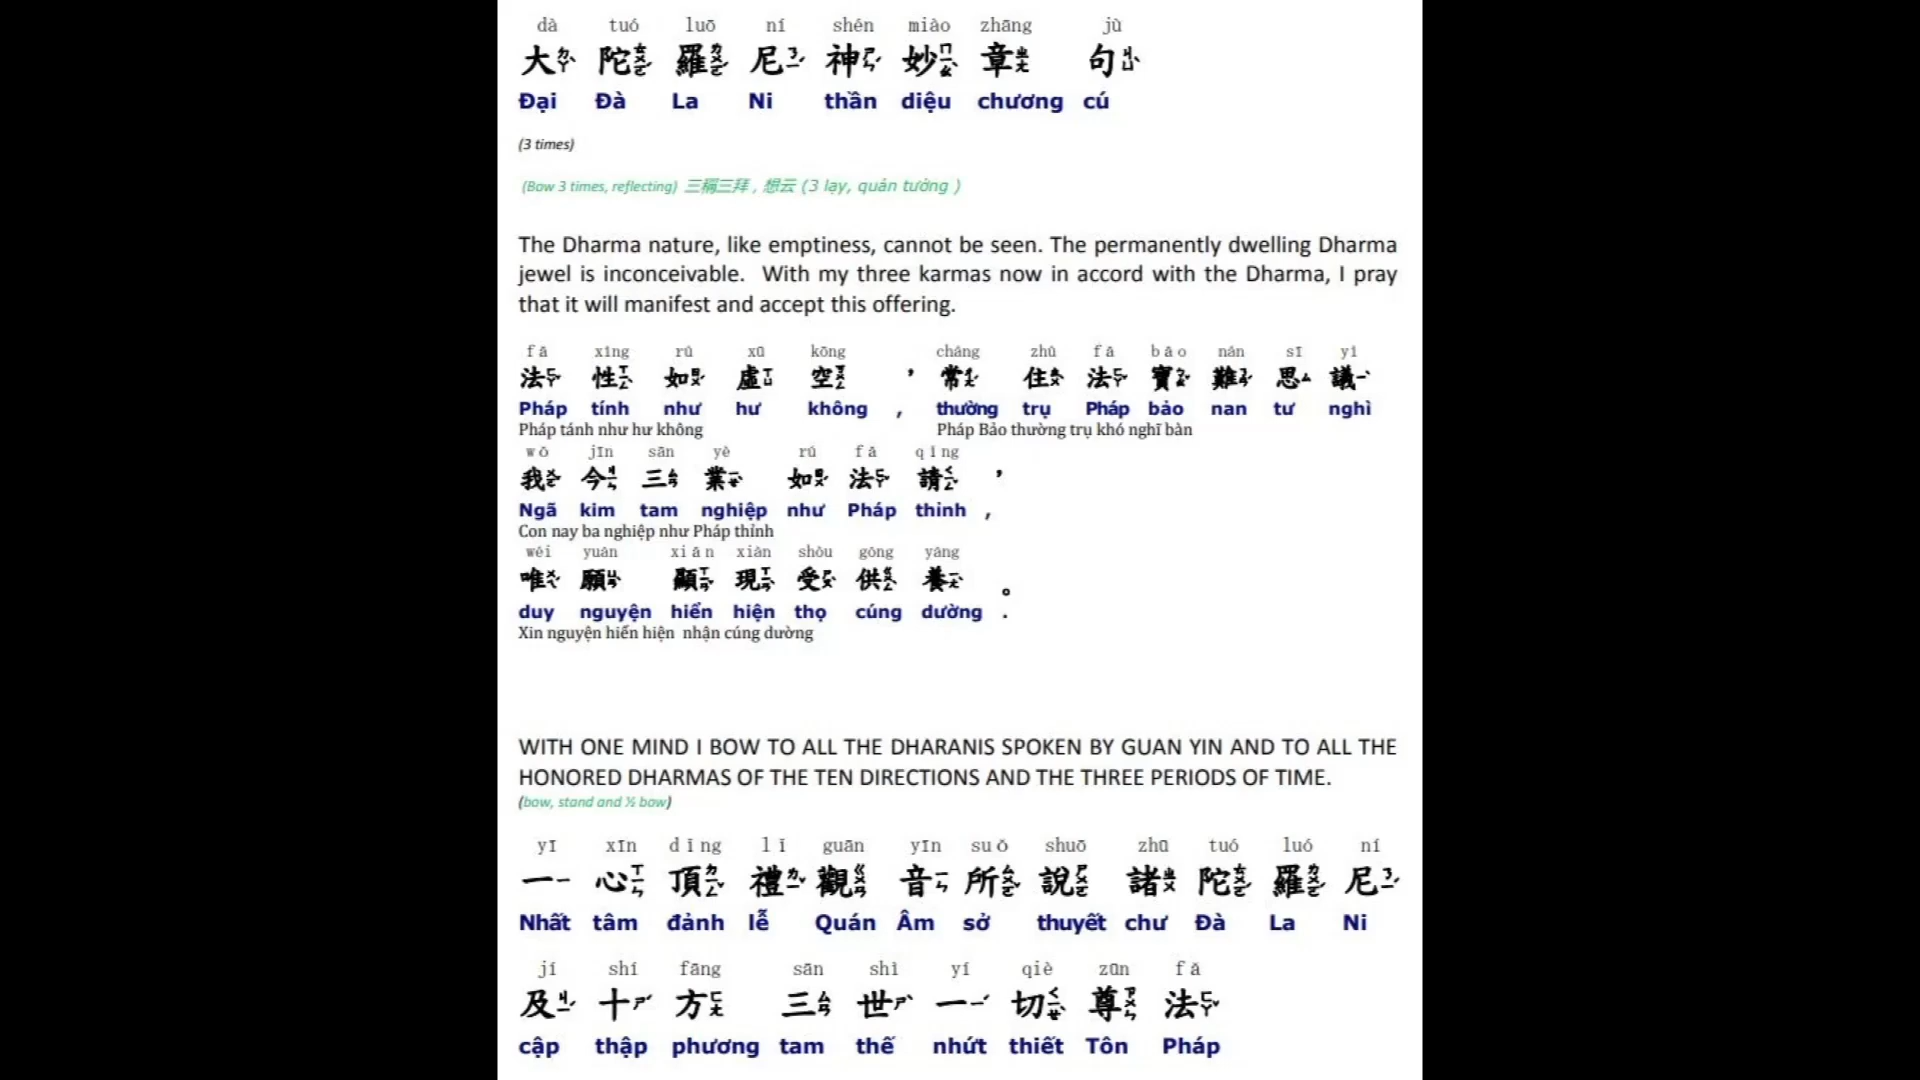 dà tuó luō ní shén miào zhāng jù
大 陀 羅 尼 神 妙 章 句
Đại Đà La Ni thần diệu chương cú
(3 times)
(Bow 3 times, reflecting) 三稱三拜 , 想云 (3 lạy, quán tưởng )
The Dharma nature, like emptiness, cannot be seen. The permanently dwelling Dharma
jewel is inconceivable. With my three karmas now in accord with the Dharma, I pray
that it will manifest and accept this offering.
fǎ xìng rú xū kōng cháng zhù fǎ bǎo nán sī yì
法 性 如 虛 空 , 常 住 法 寶 難 思 議
Pháp tính như hư không , thường trụ Pháp bảo nan tư nghì
Pháp tánh như hư không Pháp Bảo thường trụ khó nghĩ bàn
wǒ jīn sān yè rú fǎ qǐng
我 今 三 業 如 法 請 ,
Ngã kim tam nghiệp như Pháp thỉnh ,
Con nay ba nghiệp như Pháp thỉnh
wéi yuàn xiǎn xiàn shòu gòng yàng
唯 願 顯 現 受 供 養 。
duy nguyện hiển hiện thọ cúng dường .
Xin nguyện hiển hiện nhận cúng dường
WITH ONE MIND I BOW TO ALL THE DHARANIS SPOKEN BY GUAN YIN AND TO ALL THE
HONORED DHARMAS OF THE TEN DIRECTIONS AND THE THREE PERIODS OF TIME.
(bow, stand and ½ bow)
yī xīn dǐng lǐ guān yīn suǒ shuō zhū tuó luó ní
一 心 頂 禮 觀 音 所 說 諸 陀 羅 尼
Nhất tâm đảnh lễ Quán Âm sở thuyết chư Đà La Ni
jí shí fāng sān shì yí qiè zūn fǎ
及 十 方 三 世 一 切 尊 法
cập thập phương tam thế nhứt thiết Tôn Pháp